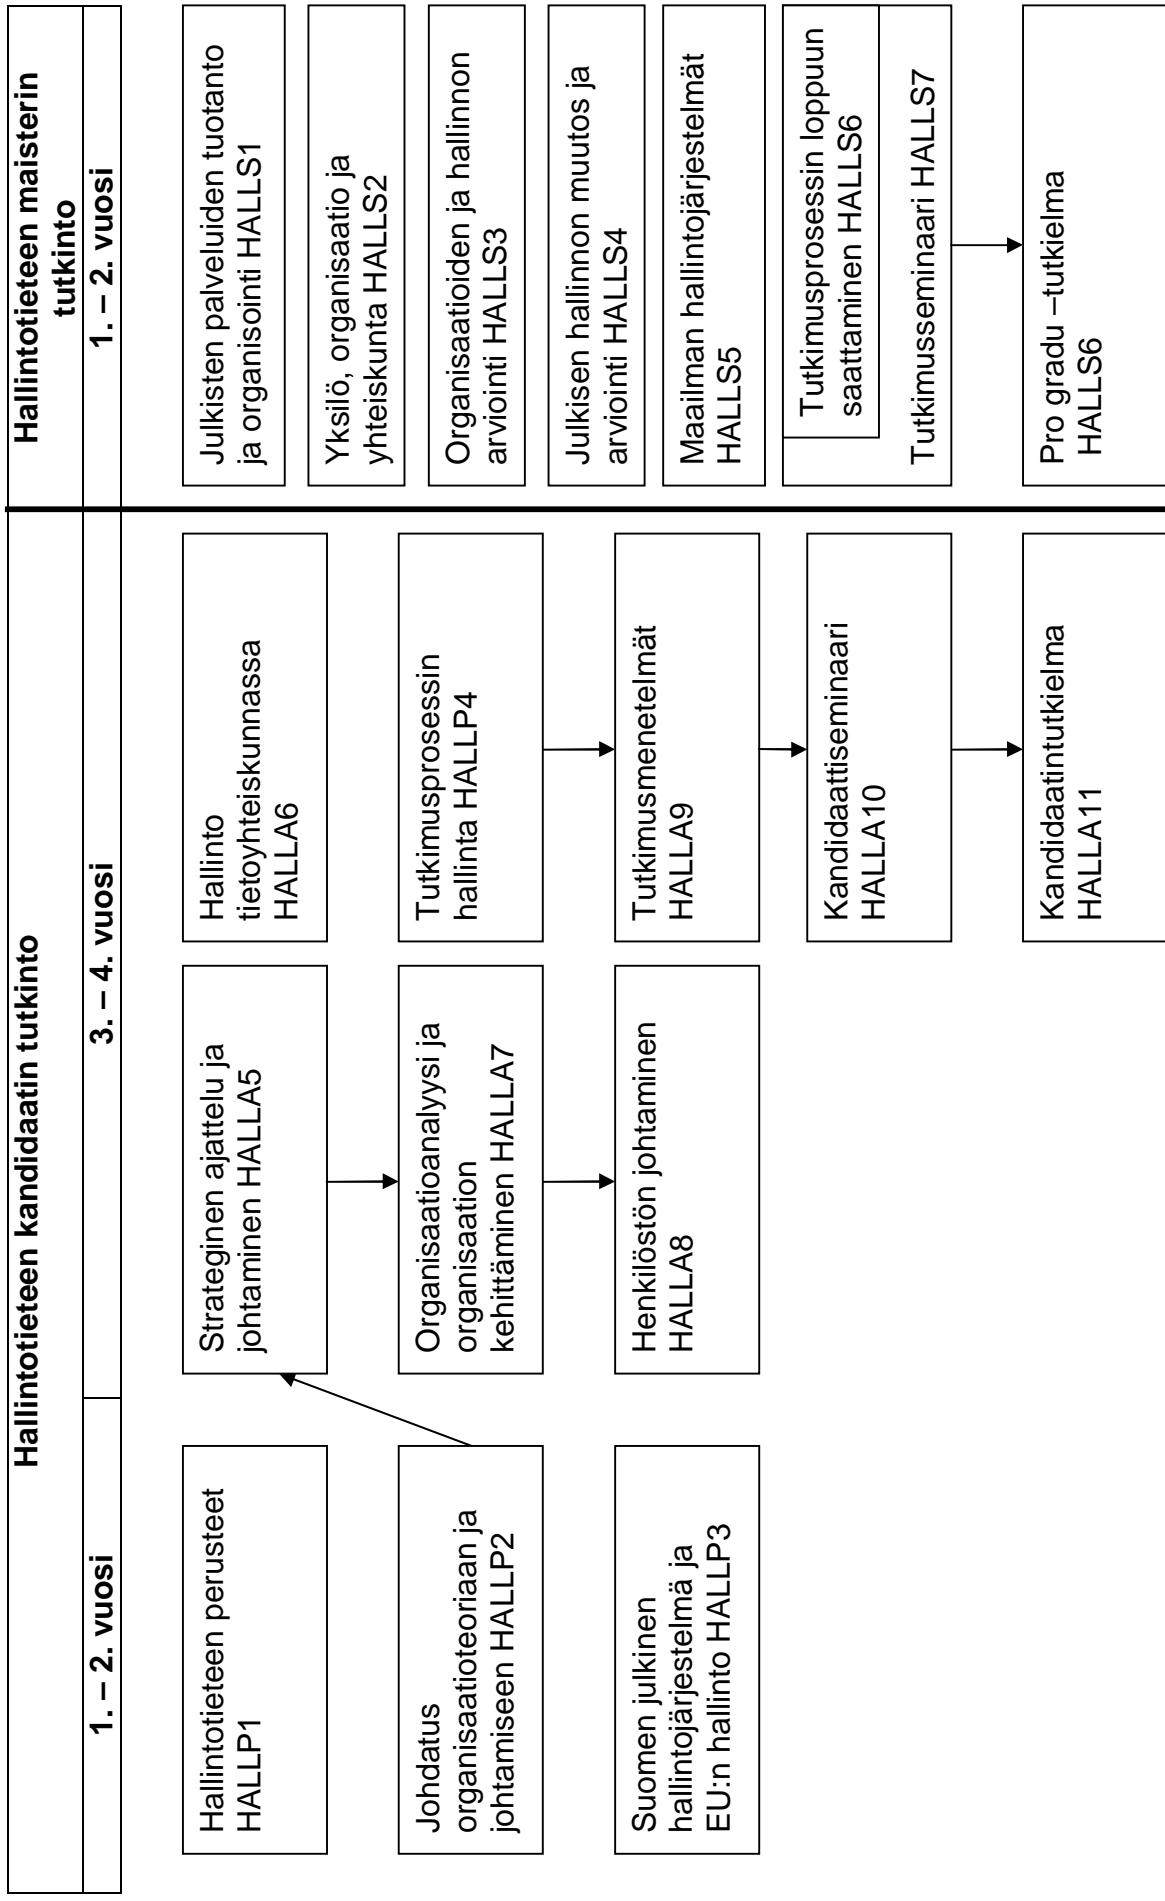 Hallintotieteen kandidaatin tutkinto
1. – 2. vuosi
3. – 4. vuosi
Hallintotieteen perusteet
HALLP1
Johdatus
organisaatioteoriaan ja
johtamiseen HALLP2
Suomen julkinen
hallintojärjestelmä ja
EU:n hallinto HALLP3
Strateginen ajattelu ja
johtaminen HALLA5
Organisaatioanalyysi ja
organisaation
kehittäminen HALLA7
Henkilöstön johtaminen
HALLA8
Hallinto
tietoyhteiskunnassa
HALLA6
Tutkimusprosessin
hallinta HALLP4
Tutkimusmenetelmät
HALLA9
Kandidaattiseminaari
HALLA10
Kandidaatintutkielma
HALLA11
Hallintotieteen maisterin
tutkinto
1. – 2. vuosi
Julkisten palveluiden tuotanto
ja organisointi HALLS1
Yksilö, organisaatio ja
yhteiskunta HALLS2
Organisaatioiden ja hallinnon
arviointi HALLS3
Julkisen hallinnon muutos ja
arviointi HALLS4
Maailman hallintojärjestelmät
HALLS5
Tutkimusprosessin loppuun
saattaminen HALLS6
Tutkimusseminaari HALLS7
Pro gradu –tutkielma
HALLS6